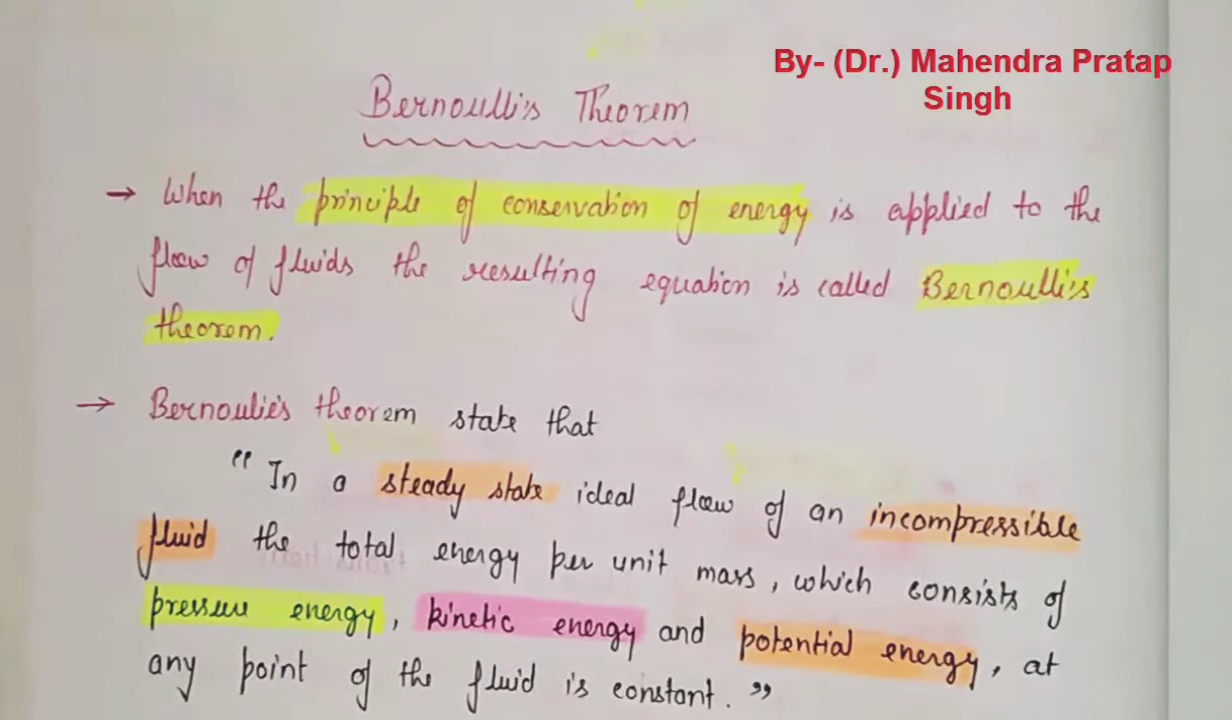 By- (Dr.) Mahendra Pratap
Singh
Bernoulli's Theorem
→ When the principle of conservation of energy is applied to the
flow of fluids the resulting equation is called Bernoulli's
theorem.
→ Bernoulie's theorem state that
“In a steady state ideal flow of an incompressible
fluid the total energy per unit mass, which consists of
pressure energy, kinetic energy and potential energy, at
any point of the fluid is constant.”